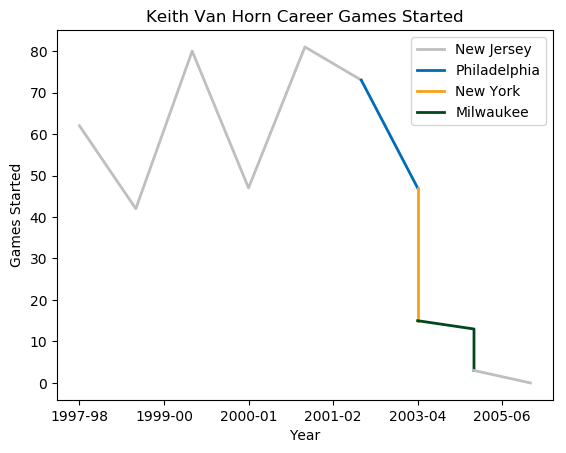 Keith Van Horn Career Games Started
New Jersey
Philadelphia
New York
Milwaukee
Games Started
80
70
60
50
40
30
20
10
0
1997-98
1999-00
2000-01
2001-02
2003-04
2005-06
Year